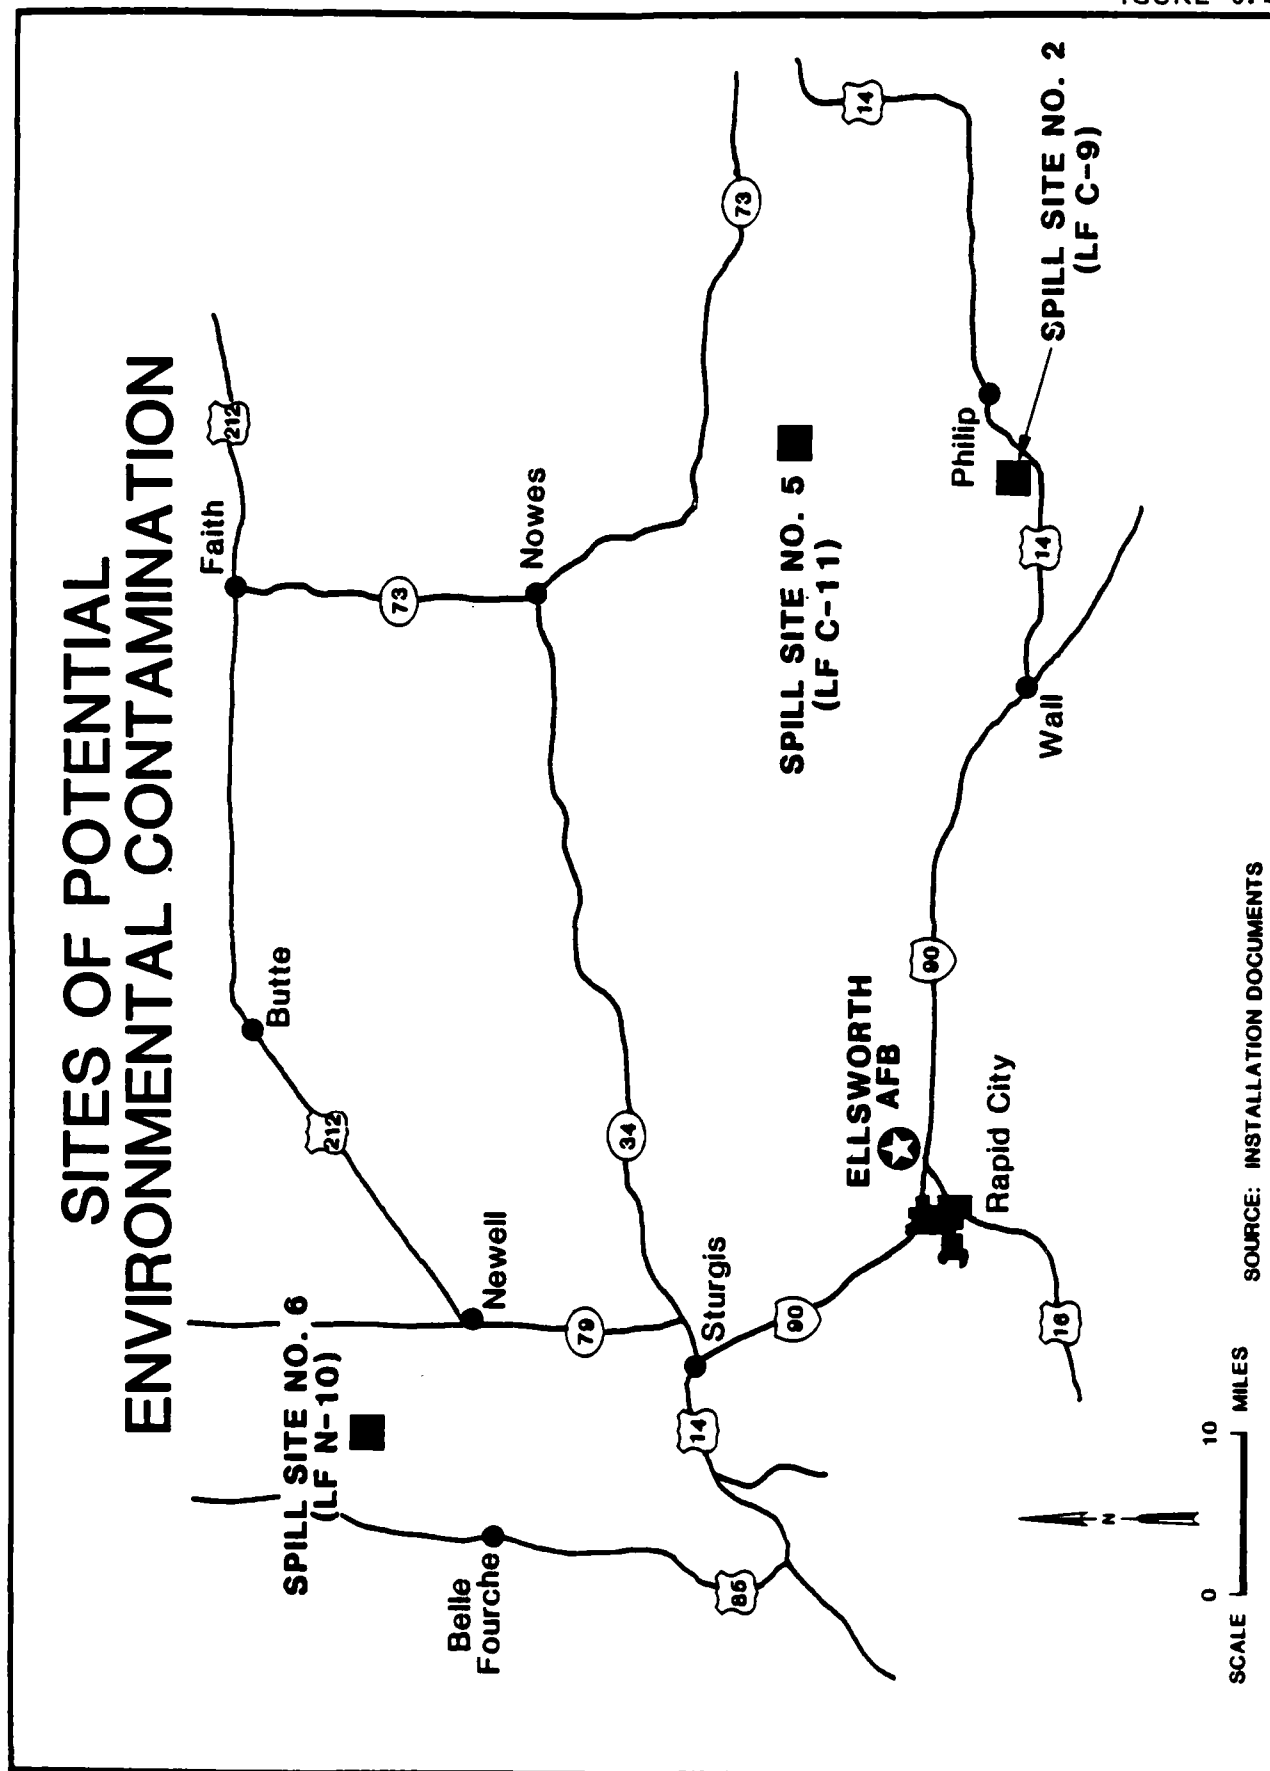 SITES OF POTENTIAL
ENVIRONMENTAL CONTAMINATION
SPILL SITE NO. 6
(LF N-10)
Belle
Fourche
85
14
Sturgis
79
Newell
212
Butte
Faith
212
73
Nowes
73
34
90
ELLSWORTH
AFB
Rapid City
16
90
Wall
14
Philip
14
SPILL SITE NO. 5
(LF C-11)
SPILL SITE NO. 2
(LF C-9)
N
SCALE 0 10 MILES
SOURCE: INSTALLATION DOCUMENTS